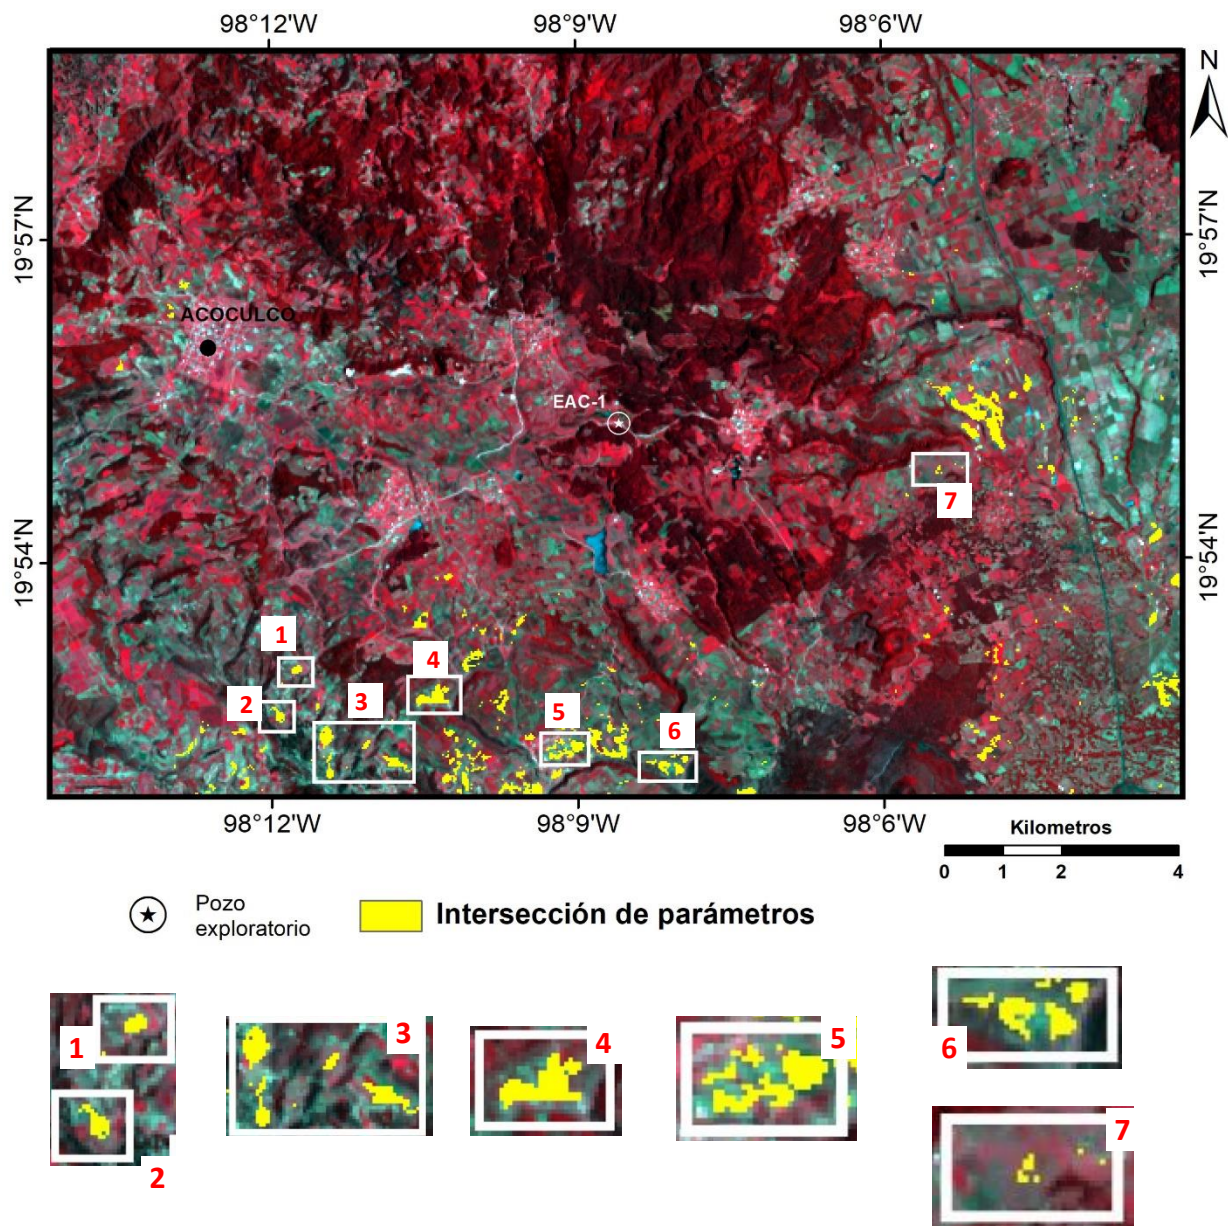 98°12'W 98°9'W 98°6'W
N
19°57'N
19°57'N
ACOCULCO
EAC-1
7
19°54'N
19°54'N
1
4
2
3
5
6
98°12'W 98°9'W 98°6'W
Kilometros
0 1 2 4
Pozo
exploratorio
Intersección de parámetros
1
2
3
4
5
6
7